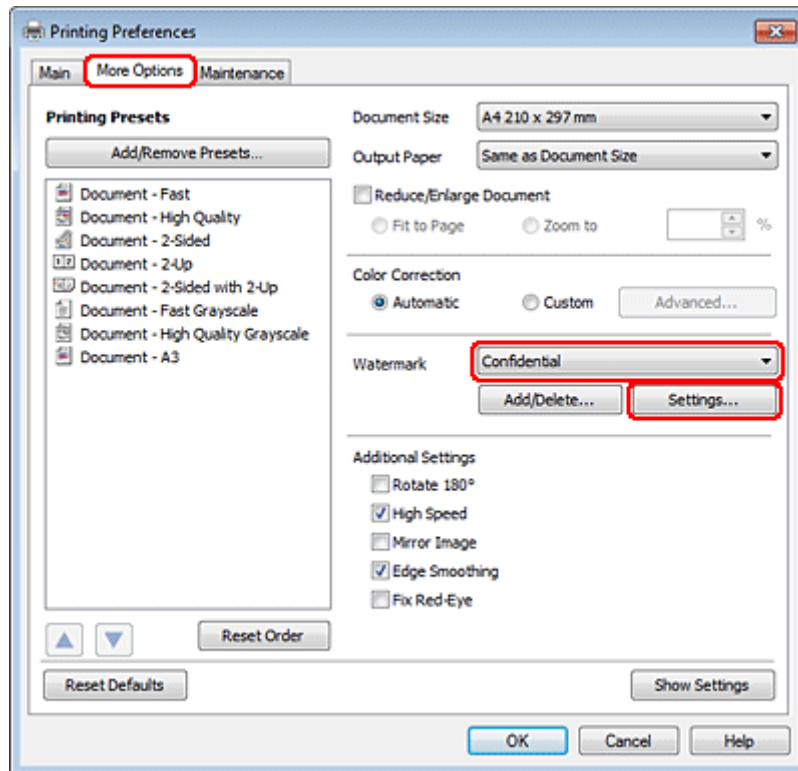 Printing Preferences
Main More Options Maintenance
Printing Presets
Add/Remove Presets...
Document - Fast
Document - High Quality
Document - 2-Sided
Document - 2-Up
Document - 2-Sided with 2-Up
Document - Fast Grayscale
Document - High Quality Grayscale
Document - A3
Reset Order
Document Size A4 210 x 297 mm
Output Paper Same as Document Size
Reduce/Enlarge Document
Fit to Page Zoom to %
Color Correction
Automatic Custom Advanced...
Watermark Confidential
Add/Delete... Settings...
Additional Settings
Rotate 180°
High Speed
Mirror Image
Edge Smoothing
Fix Red-Eye
Reset Defaults Show Settings
OK Cancel Help